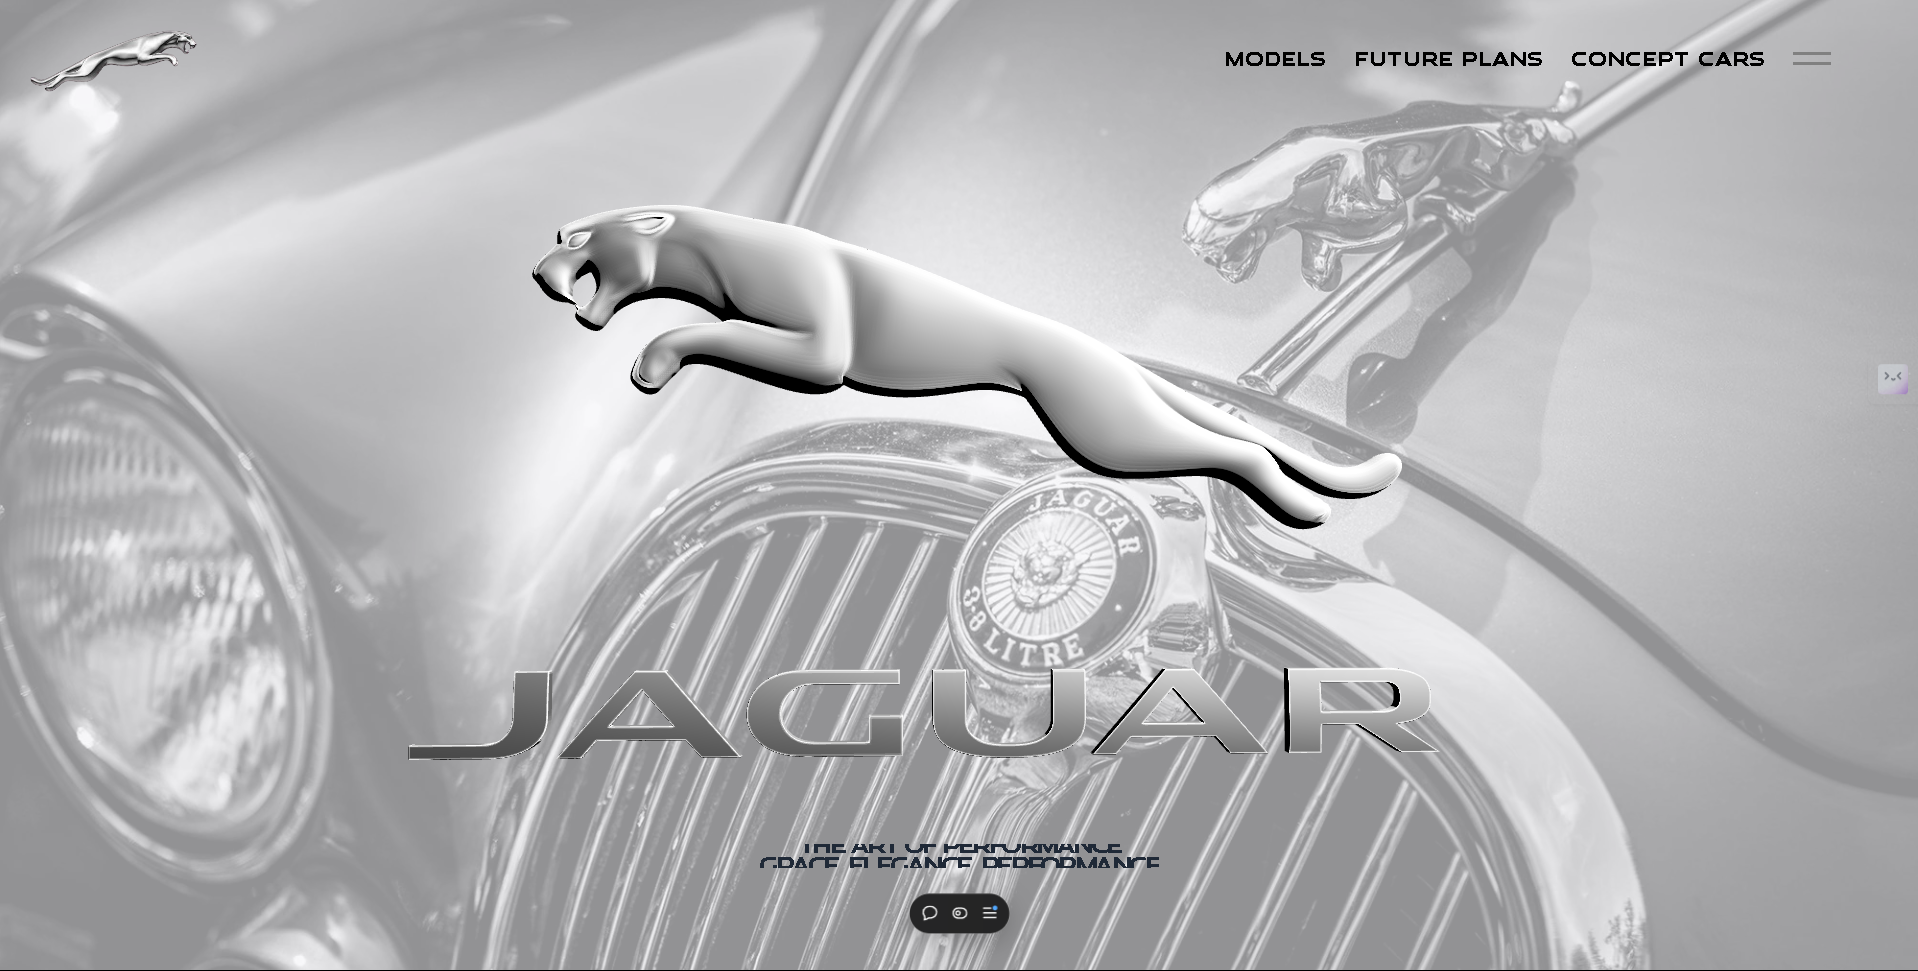 MODELS FUTURE PLANS CONCEPT CARS
JAGUAR
3·8 LITRE
JAGUAR
THE ART OF PERFORMANCE
GRACE ELEGANCE PERFORMANCE